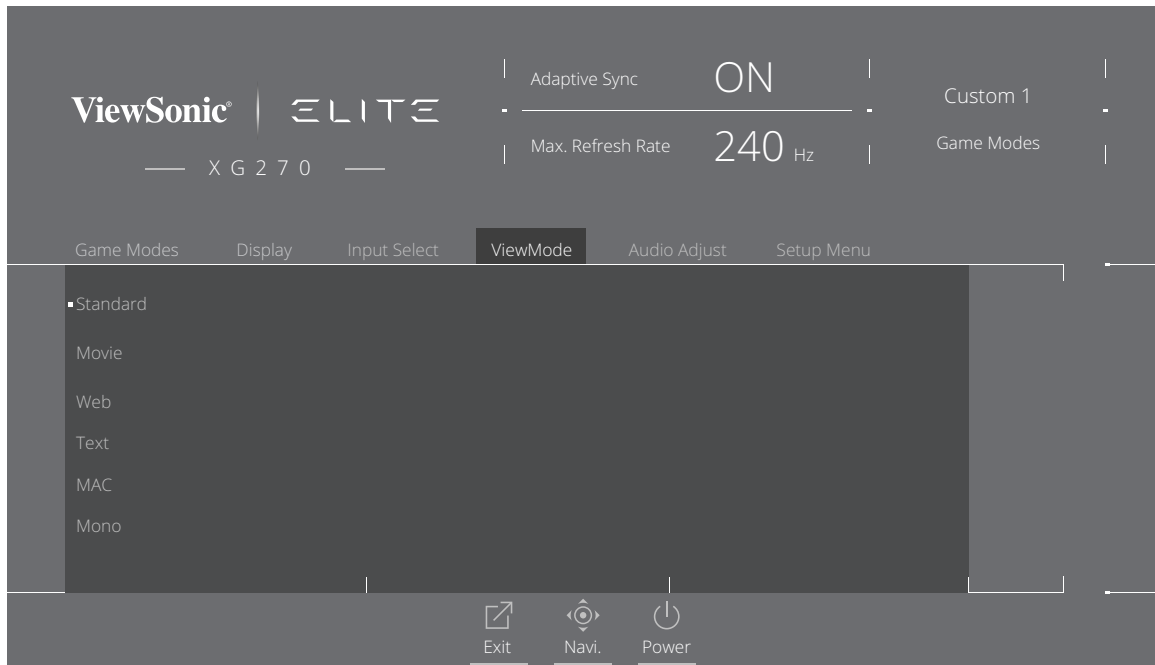 ViewSonic® ELITE
XG270
Adaptive Sync ON
Max. Refresh Rate 240 Hz
Custom 1
Game Modes
Game Modes Display Input Select ViewMode Audio Adjust Setup Menu
Standard
Movie
Web
Text
MAC
Mono
Exit Navi. Power